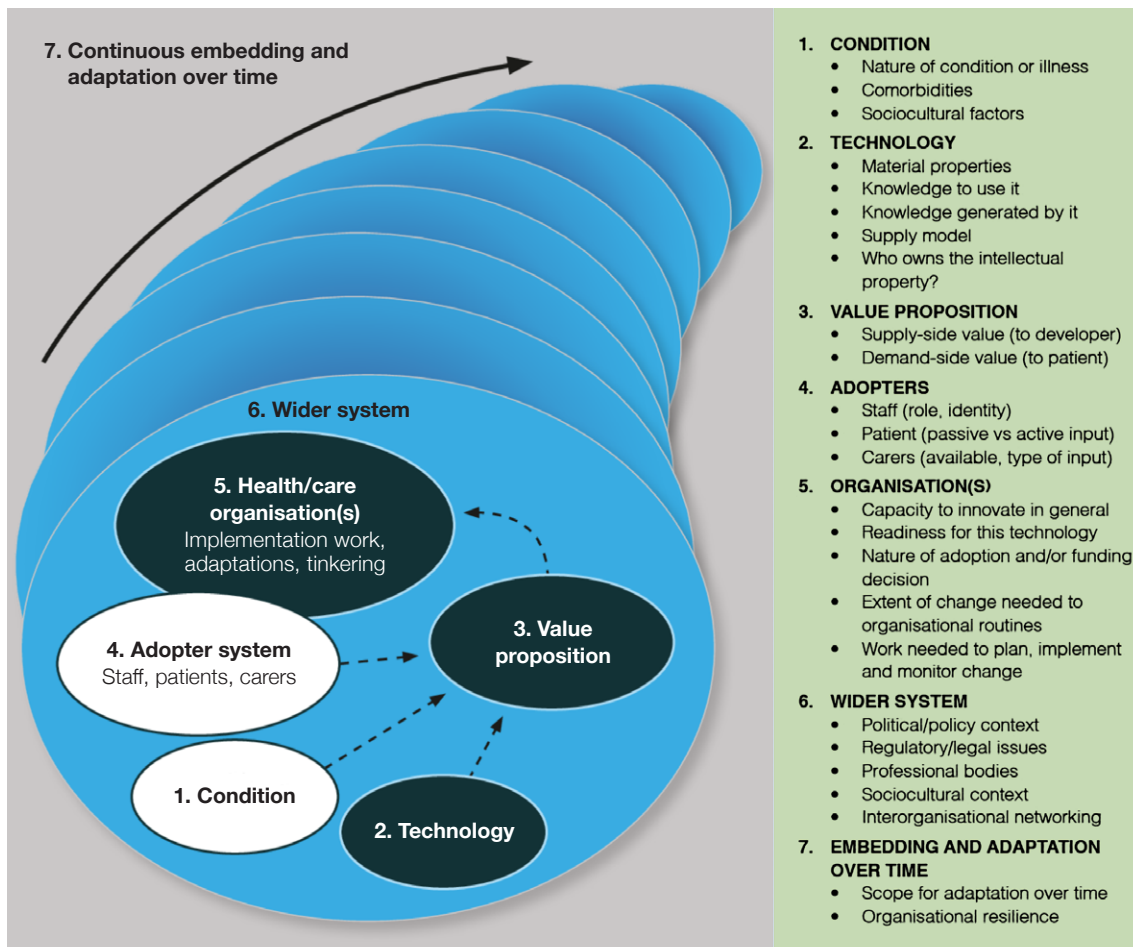 7. Continuous embedding and
adaptation over time
6. Wider system
5. Health/care
organisation(s)
Implementation work,
adaptations, tinkering
4. Adopter system
Staff, patients, carers
3. Value
proposition
1. Condition
2. Technology
1. CONDITION
• Nature of condition or illness
• Comorbidities
• Sociocultural factors
2. TECHNOLOGY
• Material properties
• Knowledge to use it
• Knowledge generated by it
• Supply model
• Who owns the intellectual
property?
3. VALUE PROPOSITION
• Supply-side value (to developer)
• Demand-side value (to patient)
4. ADOPTERS
• Staff (role, identity)
• Patient (passive vs active input)
• Carers (available, type of input)
5. ORGANISATION(S)
• Capacity to innovate in general
• Readiness for this technology
• Nature of adoption and/or funding
decision
• Extent of change needed to
organisational routines
• Work needed to plan, implement
and monitor change
6. WIDER SYSTEM
• Political/policy context
• Regulatory/legal issues
• Professional bodies
• Sociocultural context
• Interorganisational networking
7. EMBEDDING AND ADAPTATION
OVER TIME
• Scope for adaptation over time
• Organisational resilience